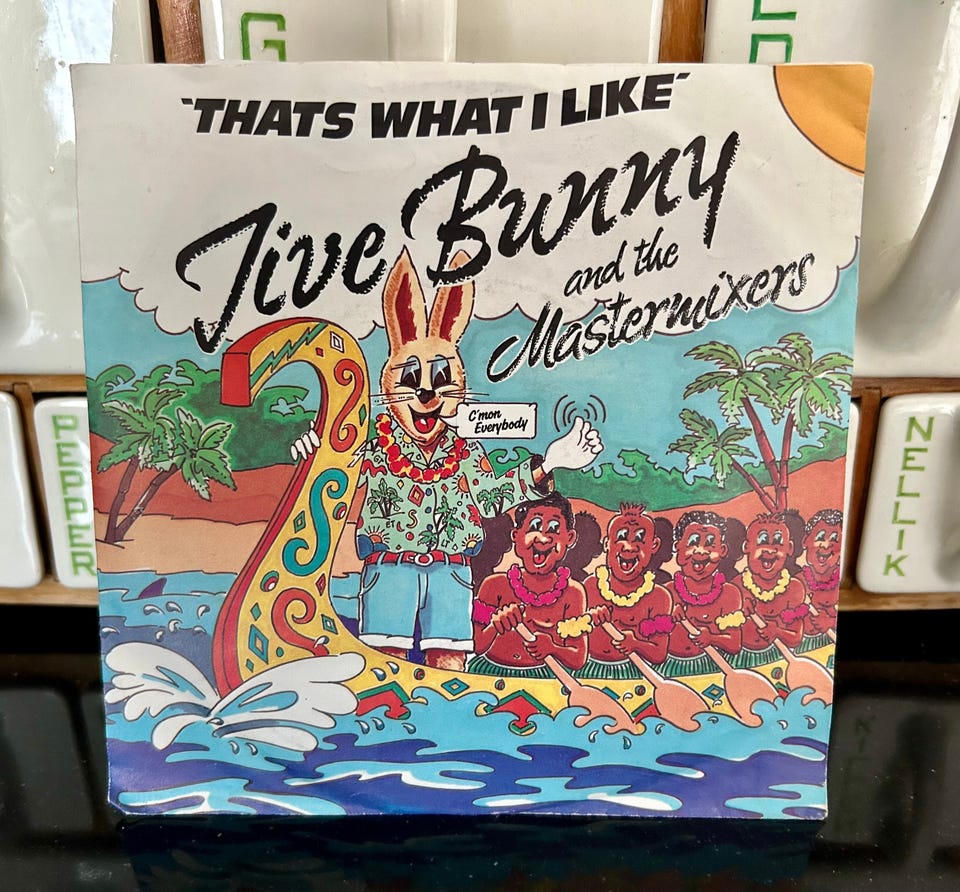 "THATS WHAT I LIKE"
Jive Bunny
and the
Mastermixers
C'mon
Everybody
PEPPER
NELLIK
G